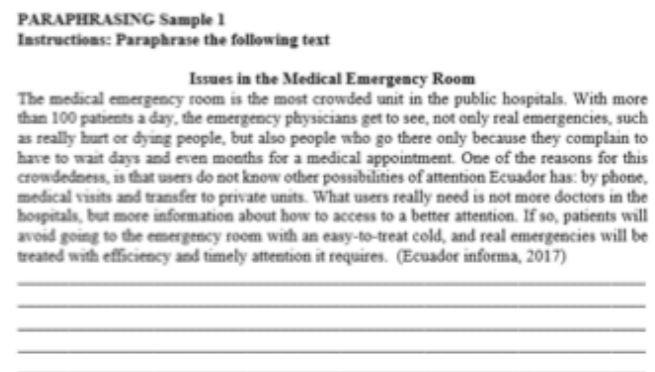 PARAPHRASING Sample 1
Instructions: Paraphrase the following text
Issues in the Medical Emergency Room
The medical emergency room is the most crowded unit in the public hospitals. With more
than 100 patients a day, the emergency physicians get to see, not only real emergencies, such
as really hurt or dying people, but also people who go there only because they complain to
have to wait days and even months for a medical appointment. One of the reasons for this
crowdedness, is that users do not know other possibilities of attention Ecuador has: by phone,
medical visits and transfer to private units. What users really need is not more doctors in the
hospitals, but more information about how to access to a better attention. If so, patients will
avoid going to the emergency room with an easy-to-treat cold, and real emergencies will be
treated with efficiency and timely attention it requires. (Ecuador informa, 2017)